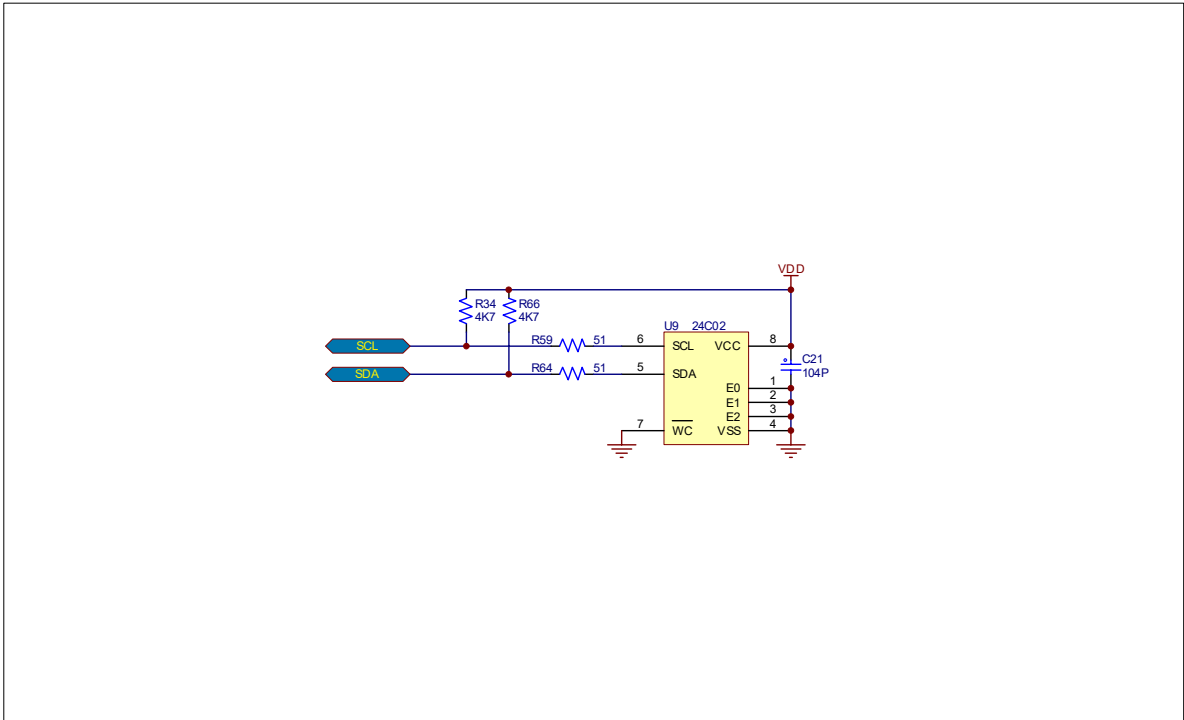 VDD
R34
4K7
R66
4K7
U9 24C02
SCL
R59 51
6
SCL
VCC
8
C21
104P
SDA
R64 51
5
SDA
E0
1
E1
2
E2
3
7
WC
VSS
4